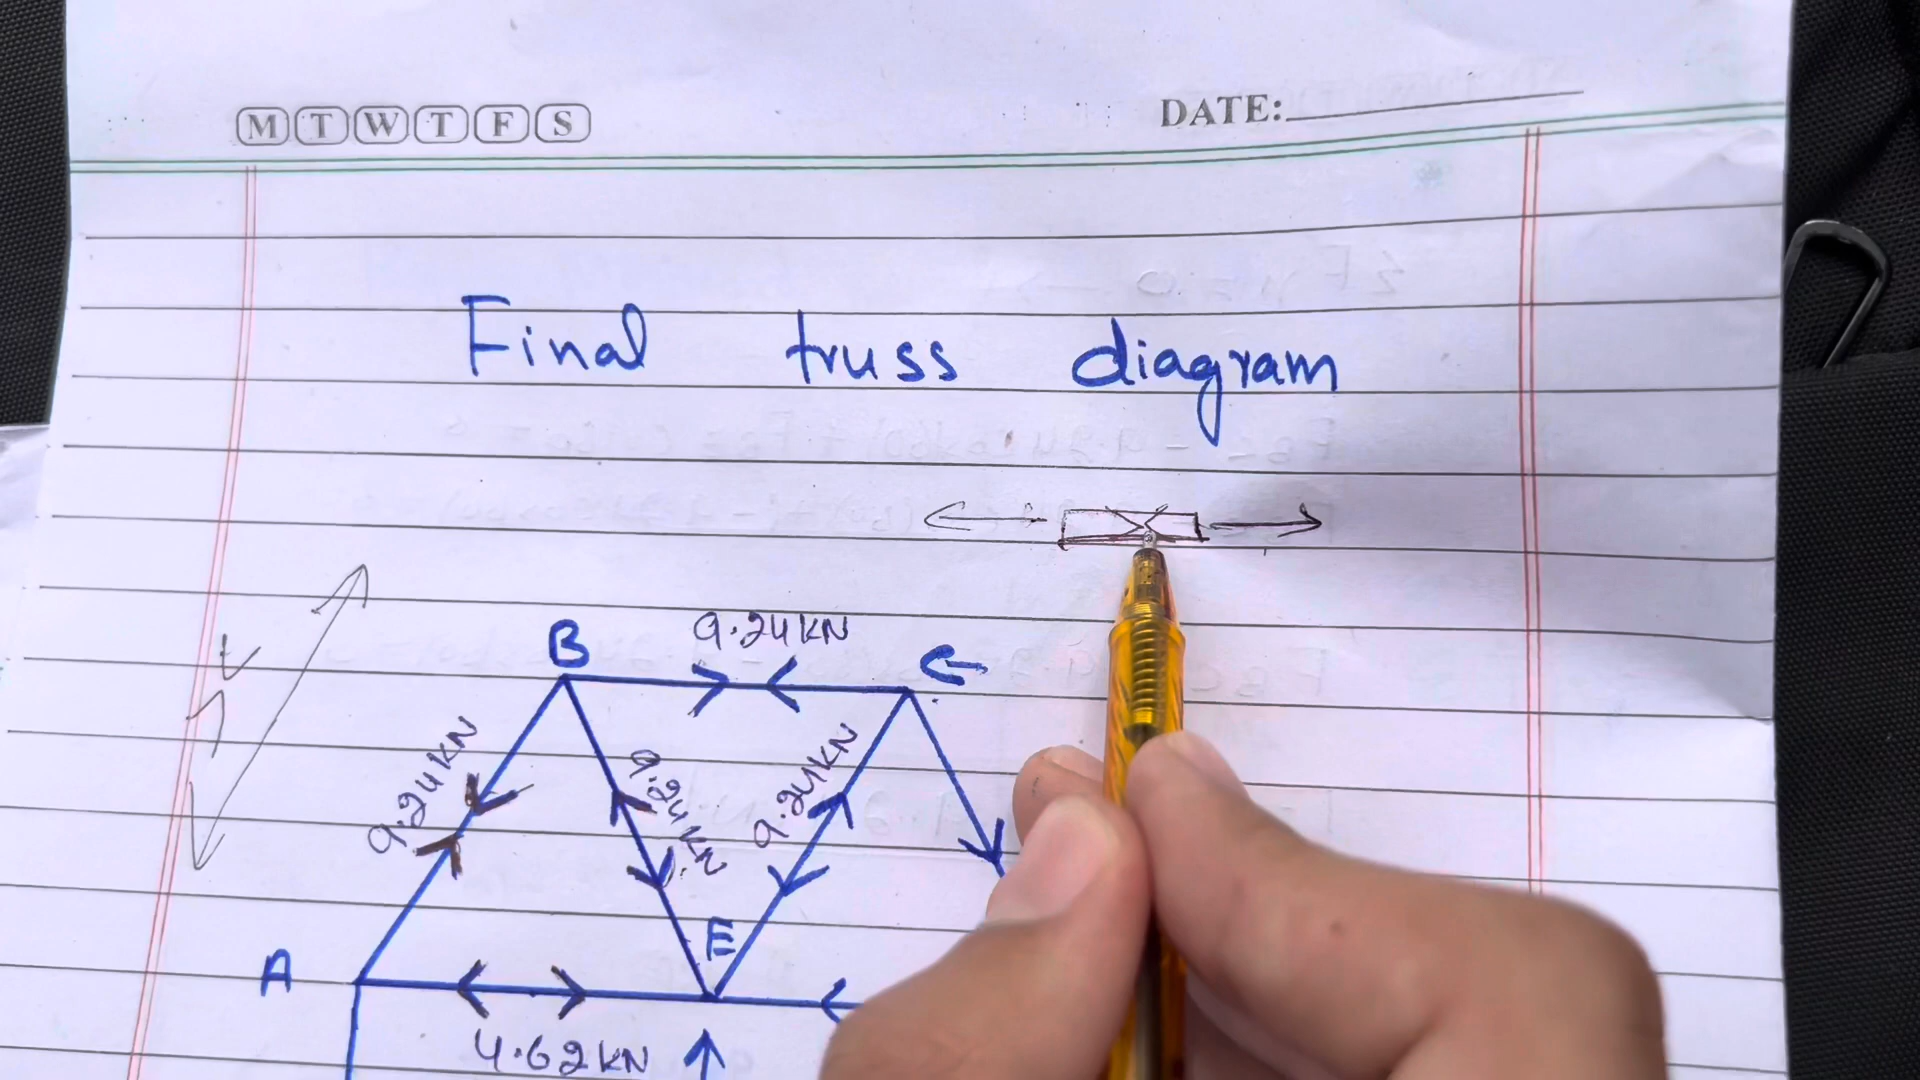 M T W T F S
DATE:
Final truss diagram
B
9.24KN
C
9.24KN
9.24KN
9.24KN
E
A
4.62KN